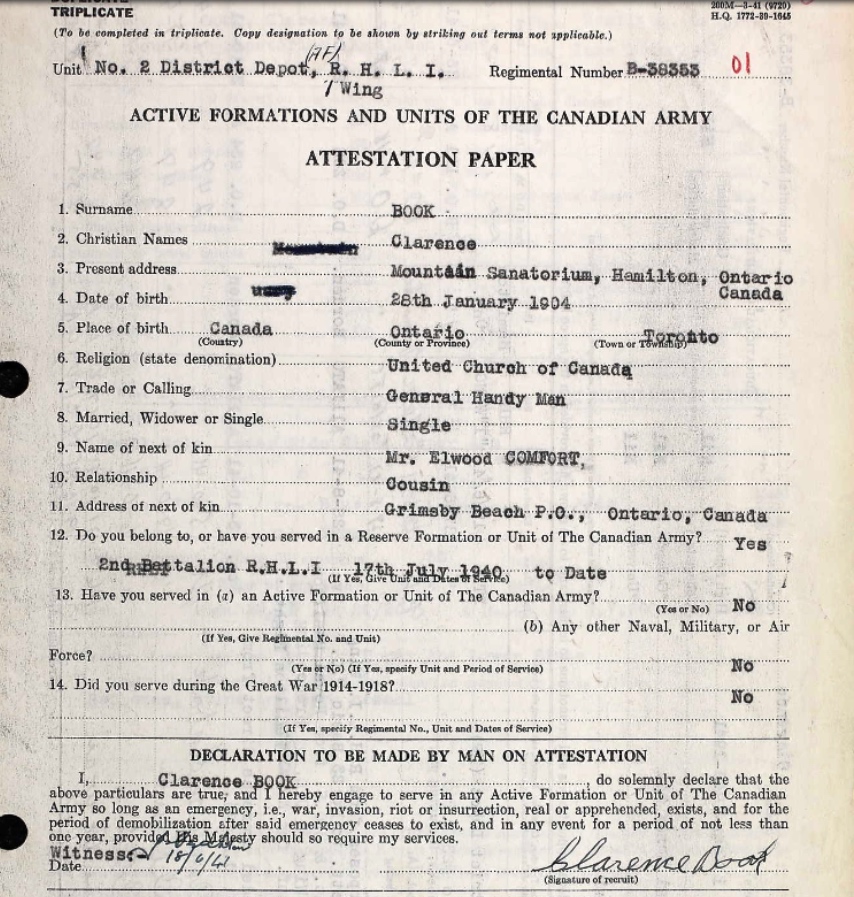 TRIPLICATE
260M—3-41 (9720)
H.Q. 1772-39-1645
(To be completed in triplicate. Copy designation to be shown by striking out terms not applicable.)
(AF)
Unit No. 2 District Depot, R. H. L. I. Regimental Number B-38353 01
/ Wing
ACTIVE FORMATIONS AND UNITS OF THE CANADIAN ARMY
ATTESTATION PAPER
1. Surname BOOK
2. Christian Names Clarence
3. Present address Mountain Sanatorium, Hamilton, Ontario
Canada
4. Date of birth 28th January 1904
5. Place of birth Canada Ontario Toronto
(Country) (County or Province) (Town or Township)
6. Religion (state denomination) United Church of Canada
7. Trade or Calling General Handy Man
8. Married, Widower or Single Single
9. Name of next of kin Mr. Elwood COMFORT,
10. Relationship Cousin
11. Address of next of kin Grimsby Beach P.O., Ontario, Canada
12. Do you belong to, or have you served in a Reserve Formation or Unit of The Canadian Army? Yes
2nd Battalion R.H.L.I 17th July 1940 to Date
(If Yes, Give Unit and Dates of Service)
13. Have you served in (a) an Active Formation or Unit of The Canadian Army? No
(Yes or No)
(b) Any other Naval, Military, or Air
(If Yes, Give Regimental No. and Unit)
Force? No
(Yes or No) (If Yes, specify Unit and Period of Service)
14. Did you serve during the Great War 1914-1918? No
(If Yes, specify Regimental No., Unit and Dates of Service)
DECLARATION TO BE MADE BY MAN ON ATTESTATION
I, Clarence BOOK, do solemnly declare that the
above particulars are true, and I hereby engage to serve in any Active Formation or Unit of The Canadian
Army so long as an emergency, i.e., war, invasion, riot or insurrection, real or apprehended, exists, and for the
period of demobilization after said emergency ceases to exist, and in any event for a period of not less than
one year, provided His Majesty should so require my services.
Witness:-
Date 18/6/41 Clarence Book
(Signature of recruit)